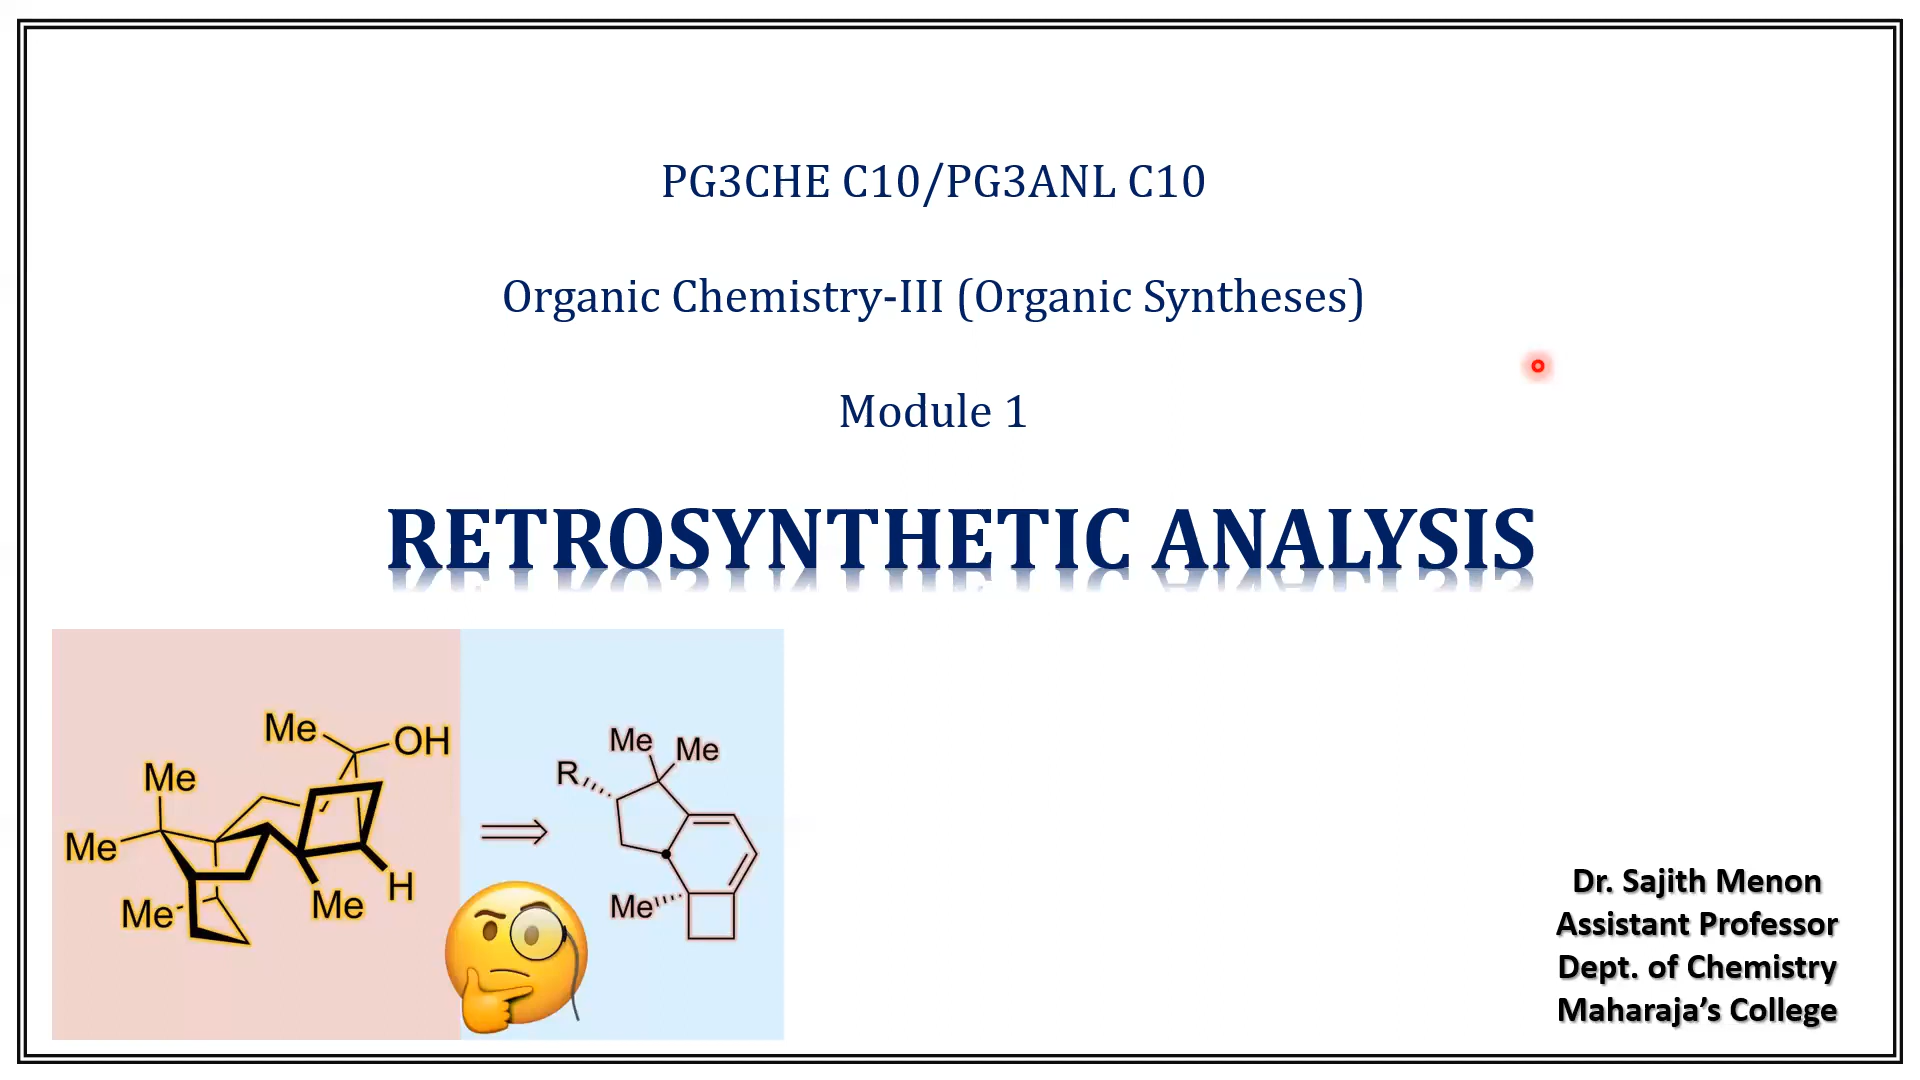 PG3CHE C10/PG3ANL C10
Organic Chemistry-III (Organic Syntheses)
Module 1
RETROSYNTHETIC ANALYSIS
Me OH
Me
Me
Me Me H
Me Me
R
Me
Dr. Sajith Menon
Assistant Professor
Dept. of Chemistry
Maharaja's College